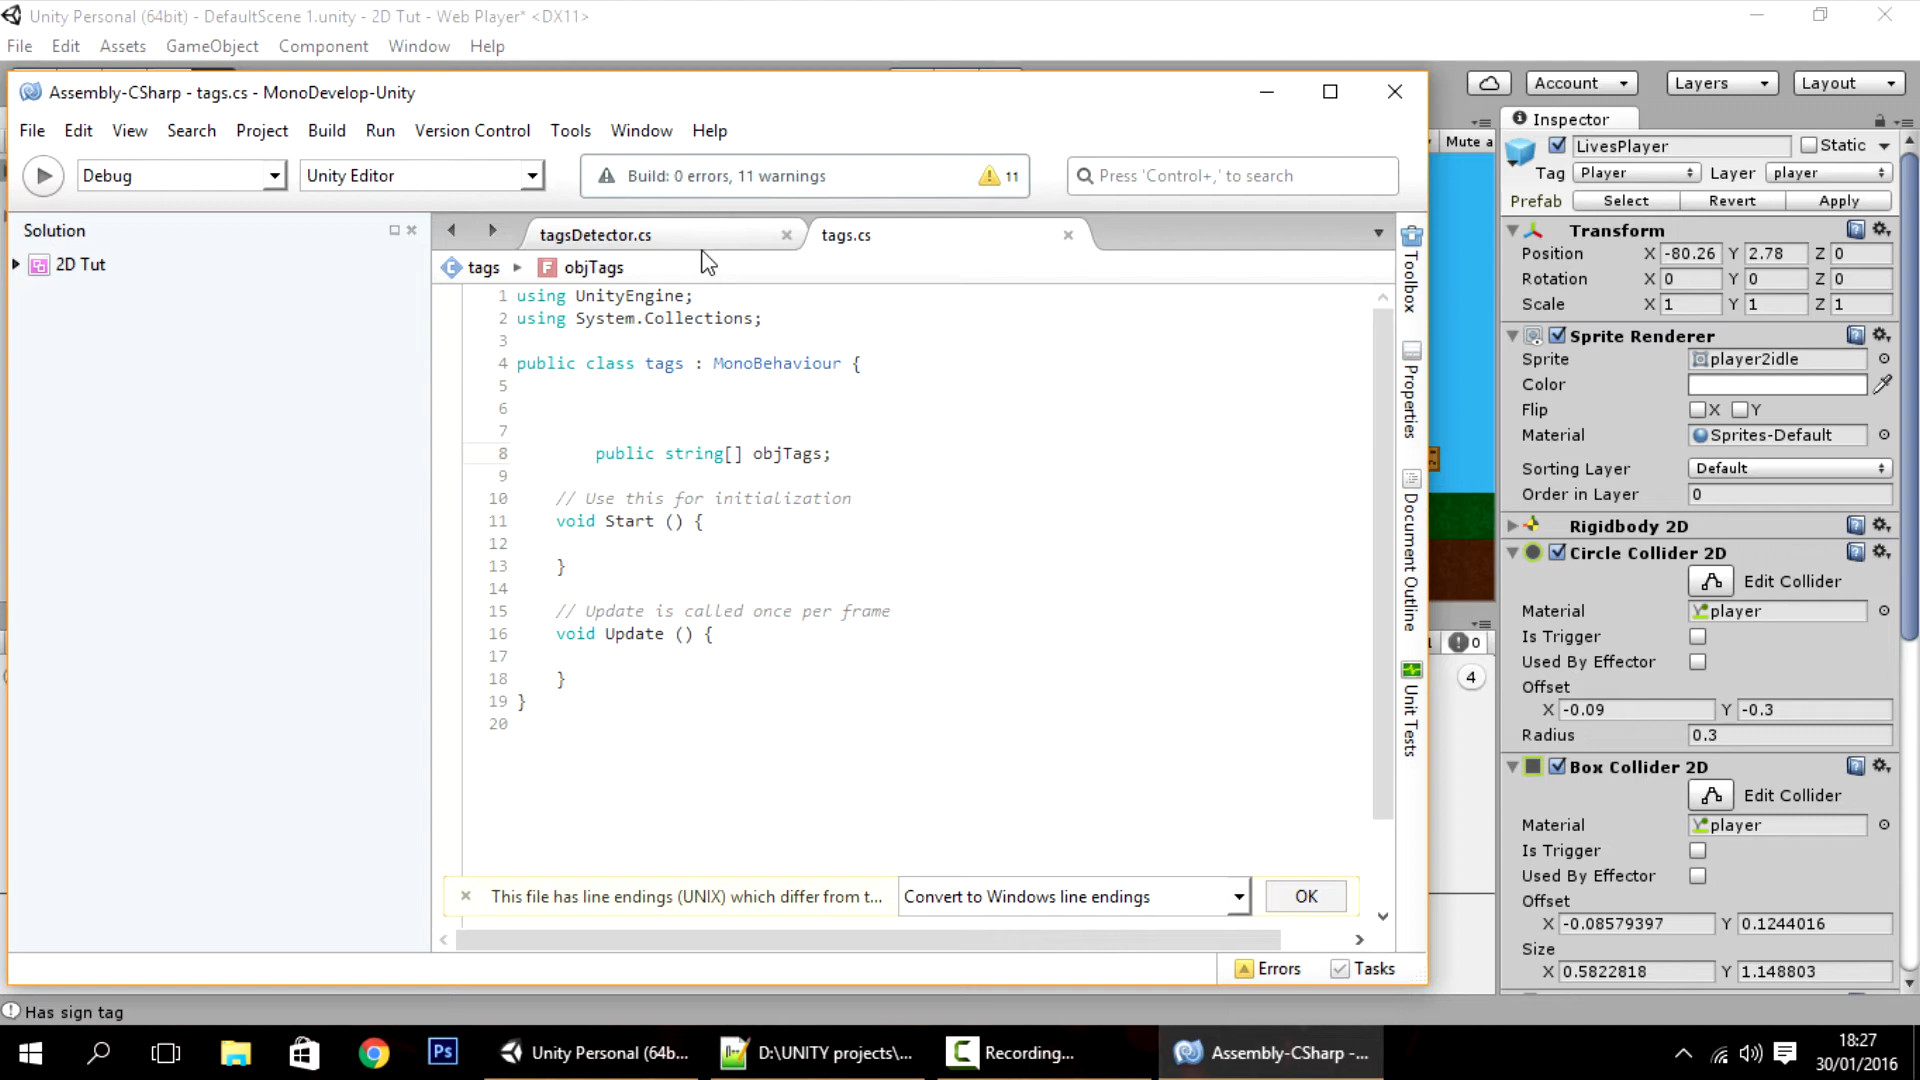 Unity Personal (64bit) - DefaultScene 1.unity - 2D Tut - Web Player* <DX11>
File Edit Assets GameObject Component Window Help
Assembly-CSharp - tags.cs - MonoDevelop-Unity
File Edit View Search Project Build Run Version Control Tools Window Help
Debug
Unity Editor
Build: 0 errors, 11 warnings
11
Press 'Control+,' to search
Solution
2D Tut
tagsDetector.cs
tags.cs
tags
objTags
1 using UnityEngine;
2 using System.Collections;
3
4 public class tags : MonoBehaviour {
5
6
7
8 public string[] objTags;
9
10 // Use this for initialization
11 void Start () {
12
13 }
14
15 // Update is called once per frame
16 void Update () {
17
18 }
19 }
20
This file has line endings (UNIX) which differ from t...
Convert to Windows line endings
OK
Errors
Tasks
Toolbox
Properties
Document Outline
Unit Tests
Mute a
0
4
Account
Layers
Layout
Inspector
LivesPlayer
Static
Tag Player Layer player
Prefab Select Revert Apply
Transform
Position X -80.26 Y 2.78 Z 0
Rotation X 0 Y 0 Z 0
Scale X 1 Y 1 Z 1
Sprite Renderer
Sprite player2idle
Color
Flip X Y
Material Sprites-Default
Sorting Layer Default
Order in Layer 0
Rigidbody 2D
Circle Collider 2D
Edit Collider
Material player
Is Trigger
Used By Effector
Offset
X -0.09 Y -0.3
Radius 0.3
Box Collider 2D
Edit Collider
Material player
Is Trigger
Used By Effector
Offset
X -0.08579397 Y 0.1244016
Size
X 0.5822818 Y 1.148803
Has sign tag
Ps
Unity Personal (64b...
D:\UNITY projects\...
Recording...
Assembly-CSharp -...
18:27
30/01/2016